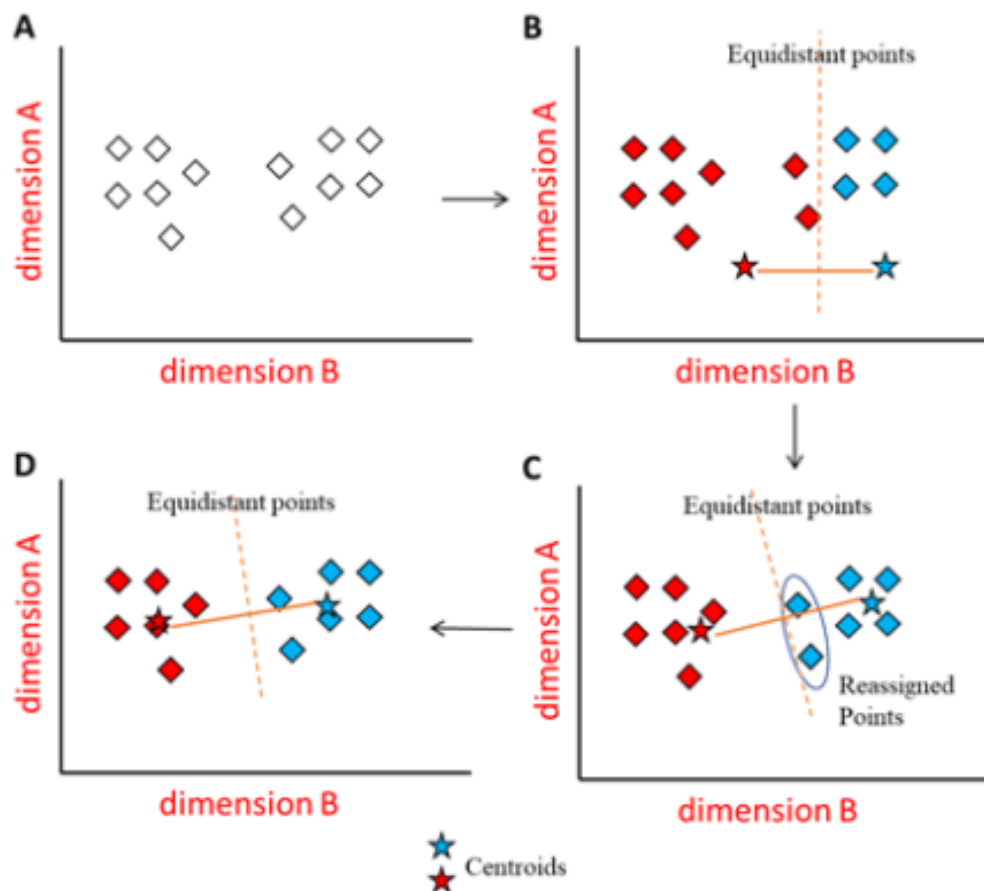 A
dimension A
dimension B
B
Equidistant points
dimension A
dimension B
D
Equidistant points
dimension A
dimension B
C
Equidistant points
dimension A
Reassigned
Points
dimension B
Centroids